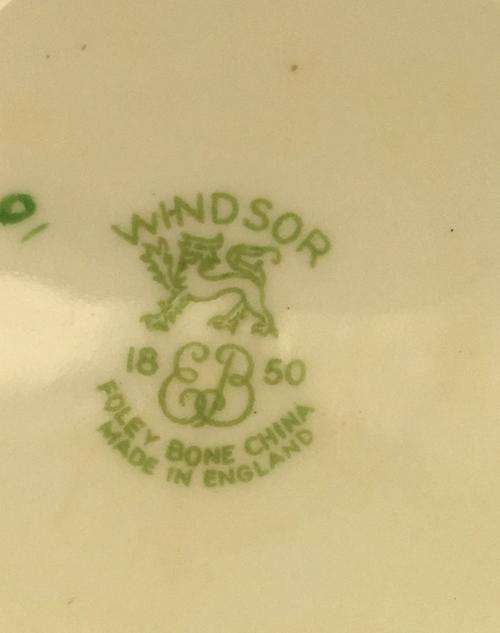 WINDSOR
18 EB 50
FOLEY BONE CHINA
MADE IN ENGLAND